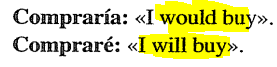 Compraría: «I would buy».
Compraré: «I will buy».